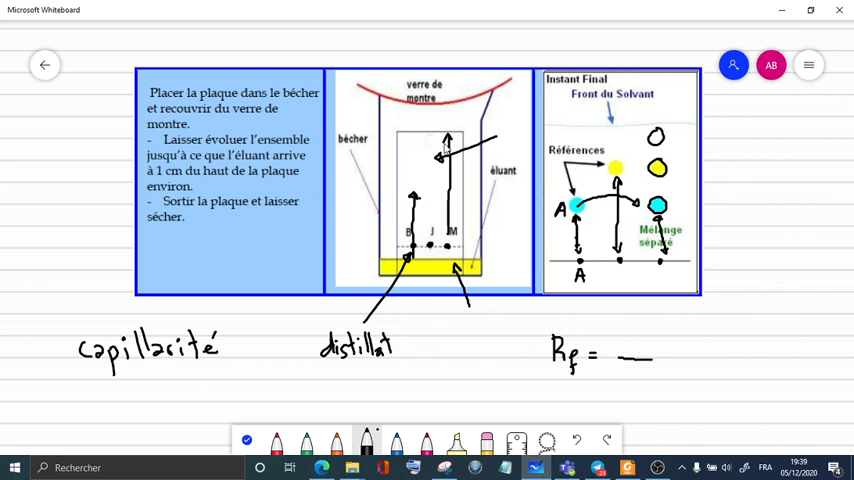 Microsoft Whiteboard
AB
Placer la plaque dans le bécher
et recouvrir du verre de
montre.
- Laisser évoluer l'ensemble
jusqu'à ce que l'éluant arrive
à 1 cm du haut de la plaque
environ.
- Sortir la plaque et laisser
sécher.
verre de
montre
bécher
éluant
B J M
Instant Final
Front du Solvant
Références
A
Mélange
séparé
A
capillarité
distillat
Rf = __
Rechercher
FRA
19:39
05/12/2020
4